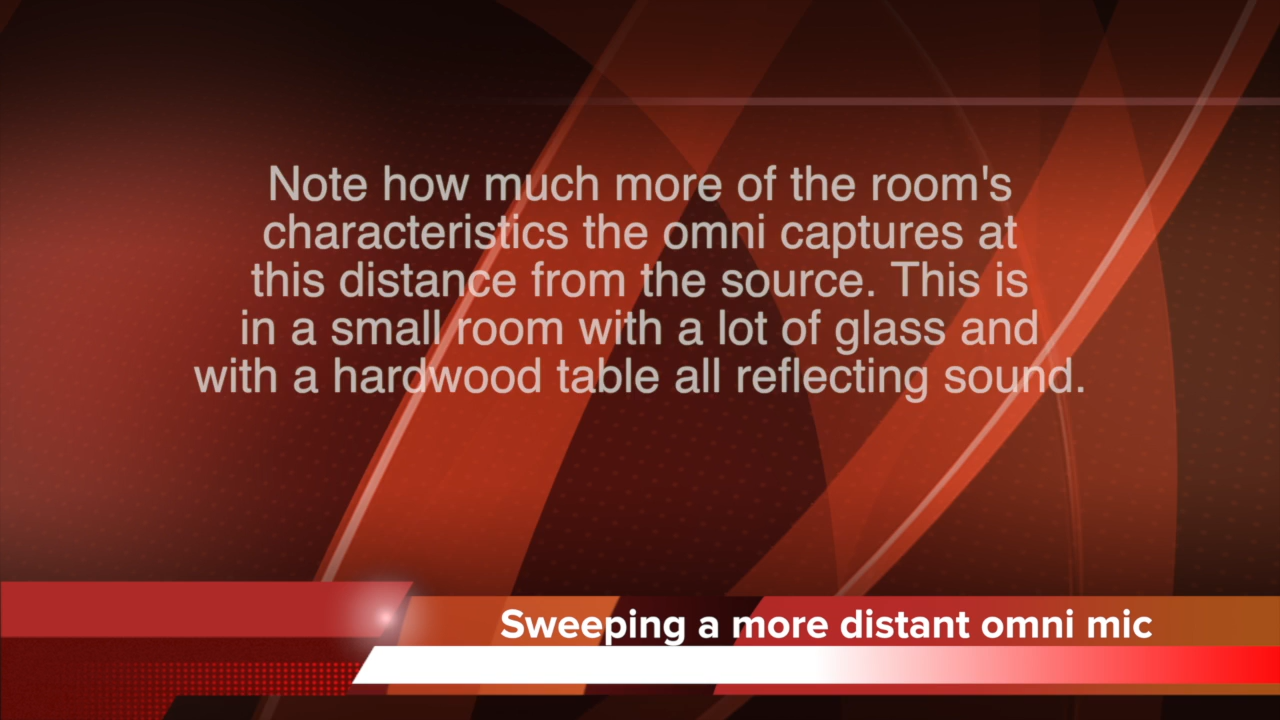 Note how much more of the room's
characteristics the omni captures at
this distance from the source. This is
in a small room with a lot of glass and
with a hardwood table all reflecting sound.
Sweeping a more distant omni mic